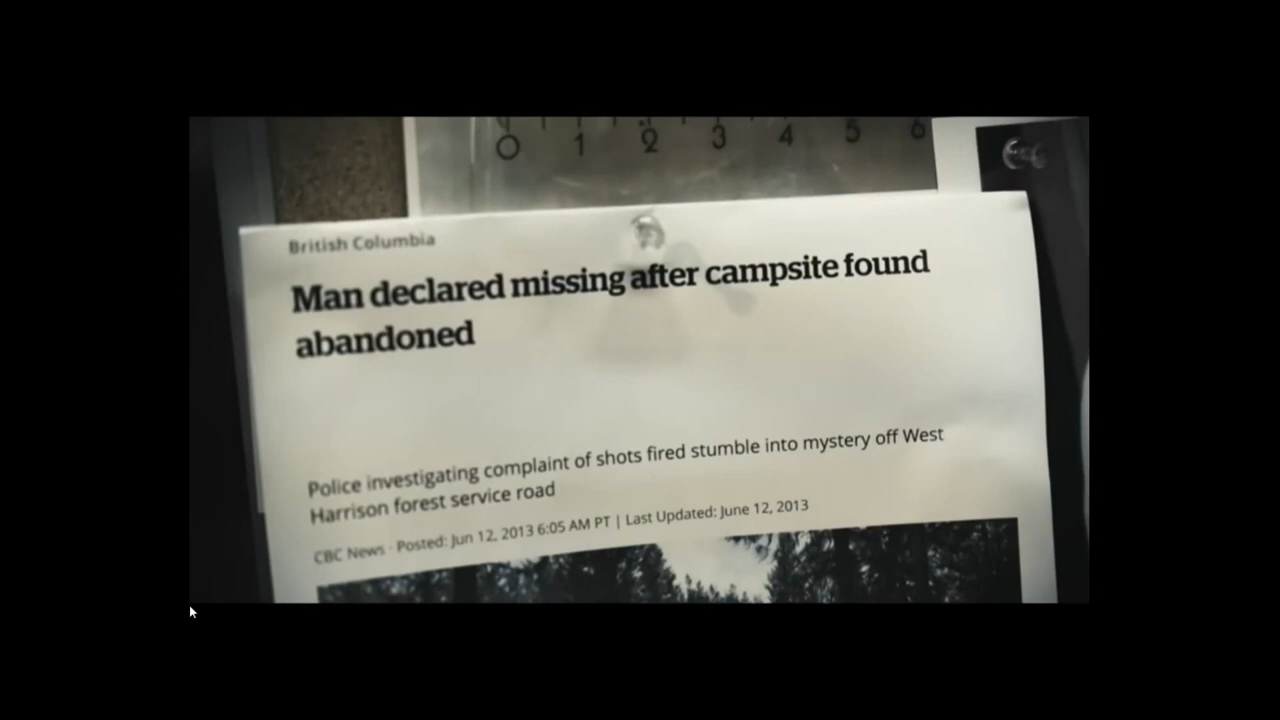 0 1 2 3 4 5 6
British Columbia
Man declared missing after campsite found
abandoned
Police investigating complaint of shots fired stumble into mystery off West
Harrison forest service road
CBC News · Posted: Jun 12, 2013 6:05 AM PT | Last Updated: June 12, 2013